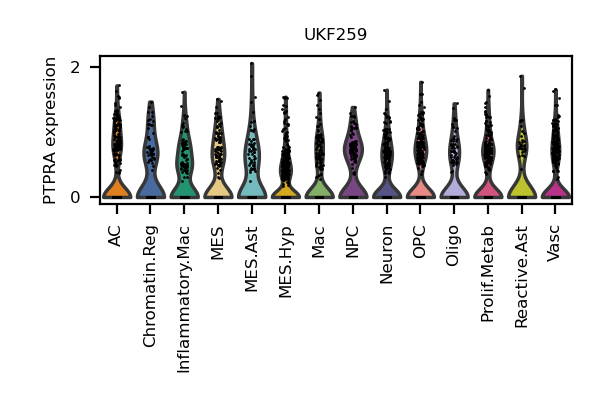 UKF259
PTPRA expression
2
0
AC
Chromatin.Reg
Inflammatory.Mac
MES
MES.Ast
MES.Hyp
Mac
NPC
Neuron
OPC
Oligo
Prolif.Metab
Reactive.Ast
Vasc